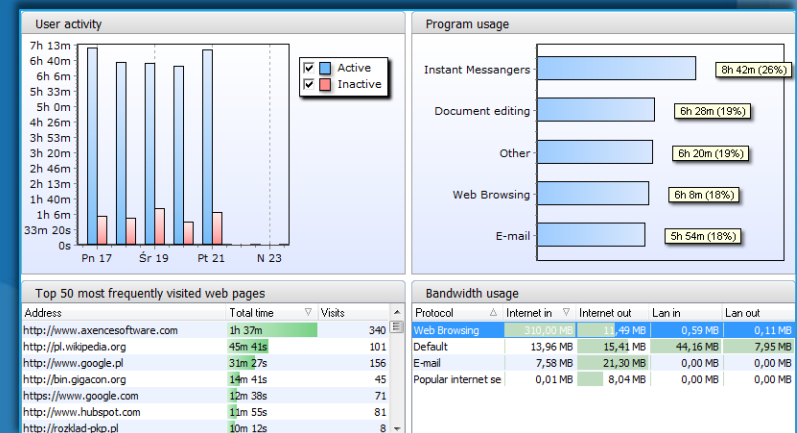 User activity
7h 13m
6h 40m
6h 6m
5h 33m
5h 0m
4h 26m
3h 53m
3h 20m
2h 46m
2h 13m
1h 40m
1h 6m
33m 20s
0s
Pn 17 Śr 19 Pt 21 N 23
Active
Inactive
Program usage
Instant Messangers 8h 42m (26%)
Document editing 6h 28m (19%)
Other 6h 20m (19%)
Web Browsing 6h 8m (18%)
E-mail 5h 54m (18%)
Top 50 most frequently visited web pages
Address Total time Visits
http://www.axencesoftware.com 1h 37m 340
http://pl.wikipedia.org 45m 41s 101
http://www.google.pl 31m 27s 156
http://bin.gigacon.org 14m 41s 45
https://www.google.com 12m 38s 71
http://www.hubspot.com 11m 55s 81
http://rozklad-pkp.pl 10m 12s 8
Bandwidth usage
Protocol Internet in Internet out Lan in Lan out
Web Browsing 310,00 MB 11,49 MB 0,59 MB 0,11 MB
Default 13,96 MB 15,41 MB 44,16 MB 7,95 MB
E-mail 7,58 MB 21,30 MB 0,00 MB 0,00 MB
Popular internet se 0,01 MB 8,04 MB 0,00 MB 0,00 MB